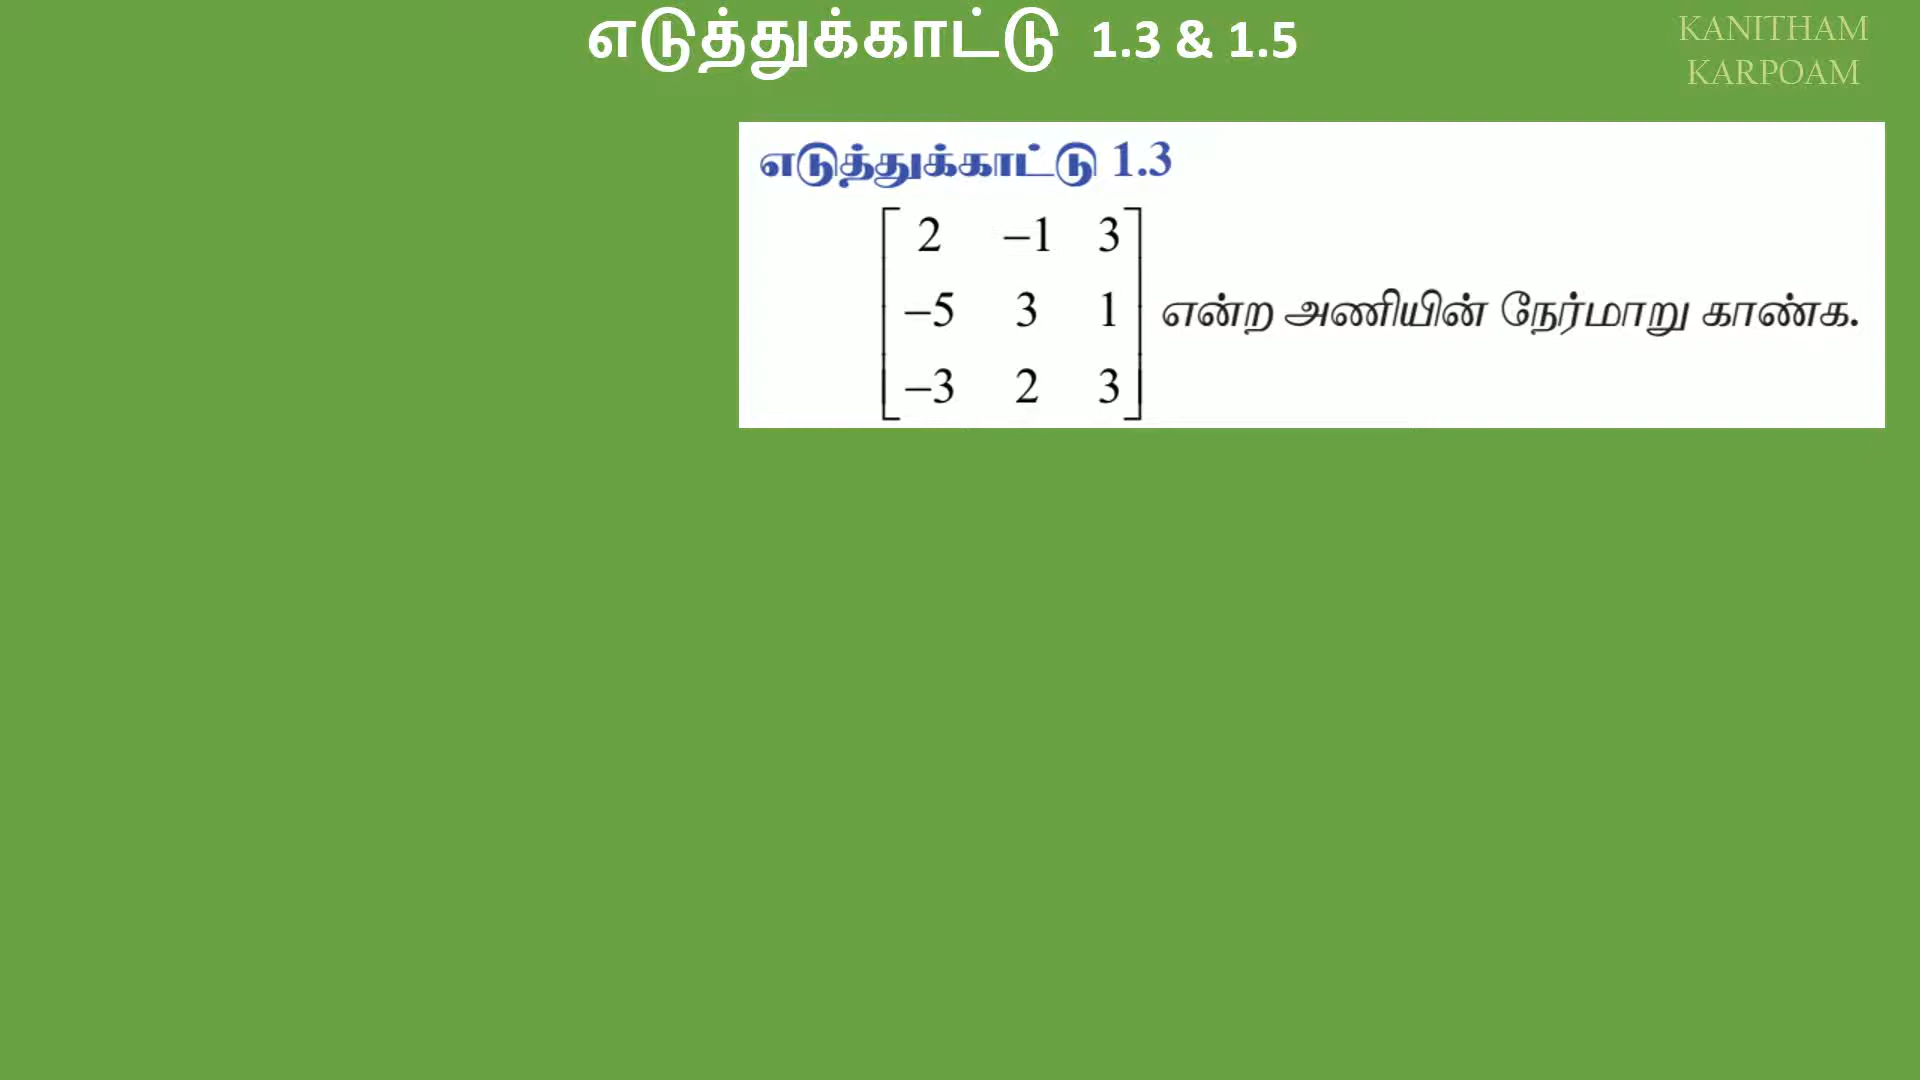 எடுத்துக்காட்டு 1.3 & 1.5
KANITHAM
KARPOAM
எடுத்துக்காட்டு 1.3
2 −1 3
−5 3 1 என்ற அணியின் நேர்மாறு காண்க.
−3 2 3